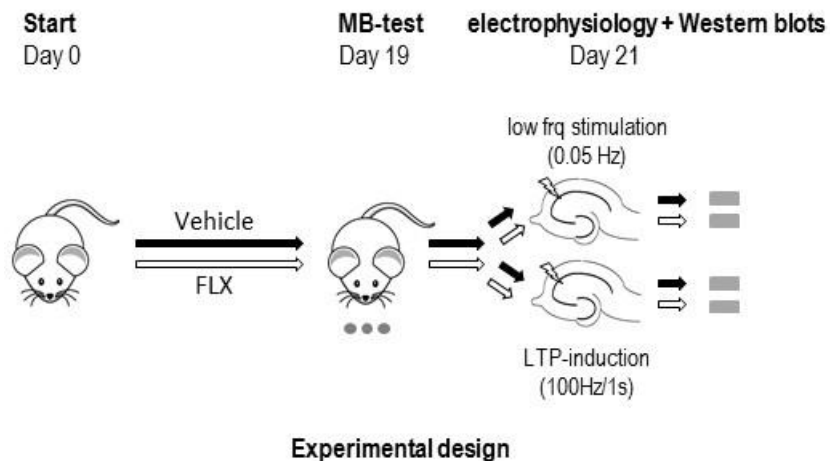 Start
Day 0
MB-test
Day 19
electrophysiology + Western blots
Day 21
low frq stimulation
(0.05 Hz)
Vehicle
FLX
LTP-induction
(100Hz/1s)
Experimental design